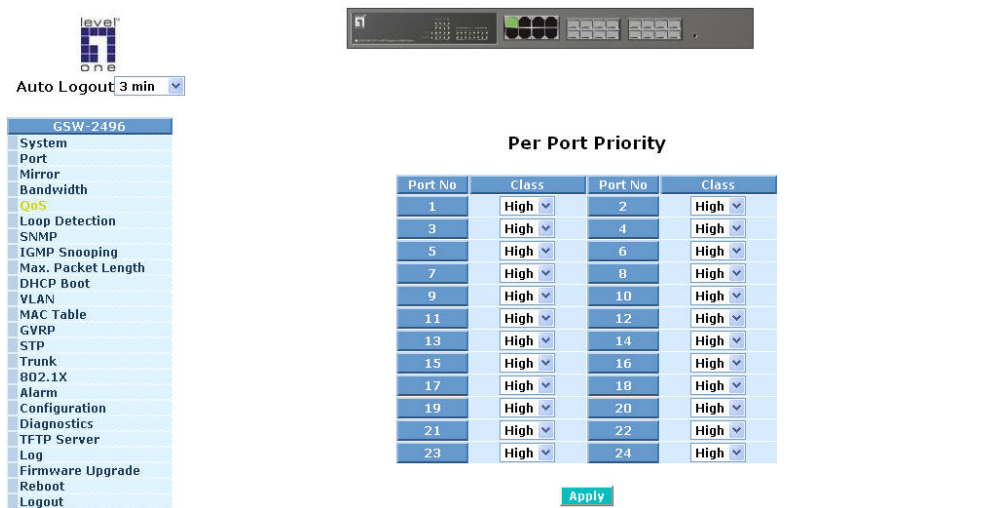 level
one
Auto Logout 3 min
GSW-2496
System
Port
Mirror
Bandwidth
QoS
Loop Detection
SNMP
IGMP Snooping
Max. Packet Length
DHCP Boot
VLAN
MAC Table
GVRP
STP
Trunk
802.1X
Alarm
Configuration
Diagnostics
TFTP Server
Log
Firmware Upgrade
Reboot
Logout
Per Port Priority
Port No Class Port No Class
1 High 2 High
3 High 4 High
5 High 6 High
7 High 8 High
9 High 10 High
11 High 12 High
13 High 14 High
15 High 16 High
17 High 18 High
19 High 20 High
21 High 22 High
23 High 24 High
Apply